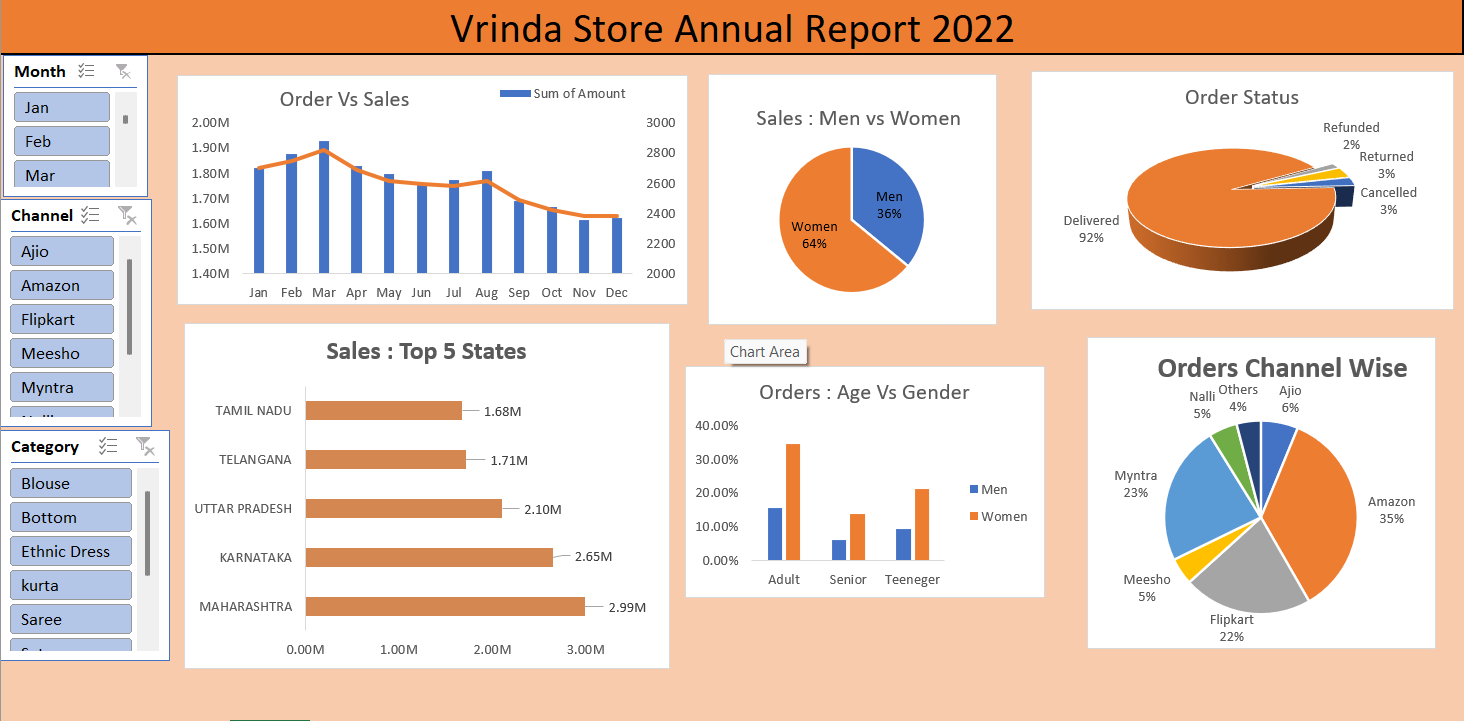 Vrinda Store Annual Report 2022
Month
Jan
Feb
Mar
Channel
Ajio
Amazon
Flipkart
Meesho
Myntra
Category
Blouse
Bottom
Ethnic Dress
kurta
Saree
Order Vs Sales
Sum of Amount
2.00M
1.90M
1.80M
1.70M
1.60M
1.50M
1.40M
3000
2800
2600
2400
2200
2000
Jan Feb Mar Apr May Jun Jul Aug Sep Oct Nov Dec
Sales : Men vs Women
Men
36%
Women
64%
Order Status
Refunded
2%
Returned
3%
Cancelled
3%
Delivered
92%
Sales : Top 5 States
TAMIL NADU
1.68M
TELANGANA
1.71M
UTTAR PRADESH
2.10M
KARNATAKA
2.65M
MAHARASHTRA
2.99M
0.00M 1.00M 2.00M 3.00M
Chart Area
Orders : Age Vs Gender
40.00%
30.00%
20.00%
10.00%
0.00%
Adult Senior Teeneger
Men
Women
Orders Channel Wise
Nalli
5%
Others
4%
Ajio
6%
Myntra
23%
Amazon
35%
Meesho
5%
Flipkart
22%